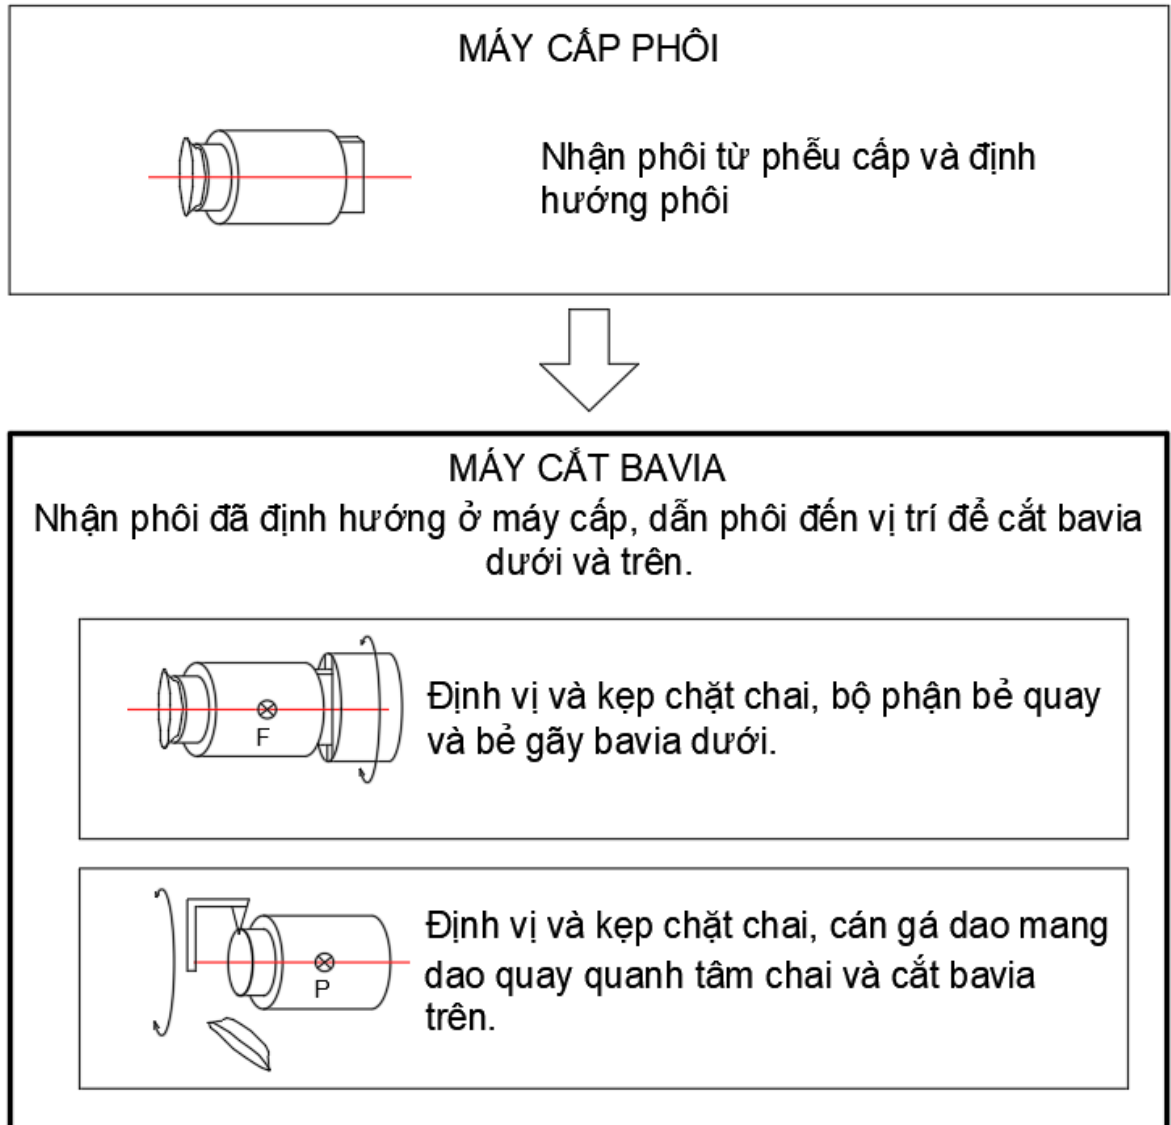 MÁY CẤP PHÔI
Nhận phôi từ phễu cấp và định
hướng phôi
MÁY CẮT BAVIA
Nhận phôi đã định hướng ở máy cấp, dẫn phôi đến vị trí để cắt bavia
dưới và trên.
F
Định vị và kẹp chặt chai, bộ phận bẻ quay
và bẻ gãy bavia dưới.
P
Định vị và kẹp chặt chai, cán gá dao mang
dao quay quanh tâm chai và cắt bavia
trên.